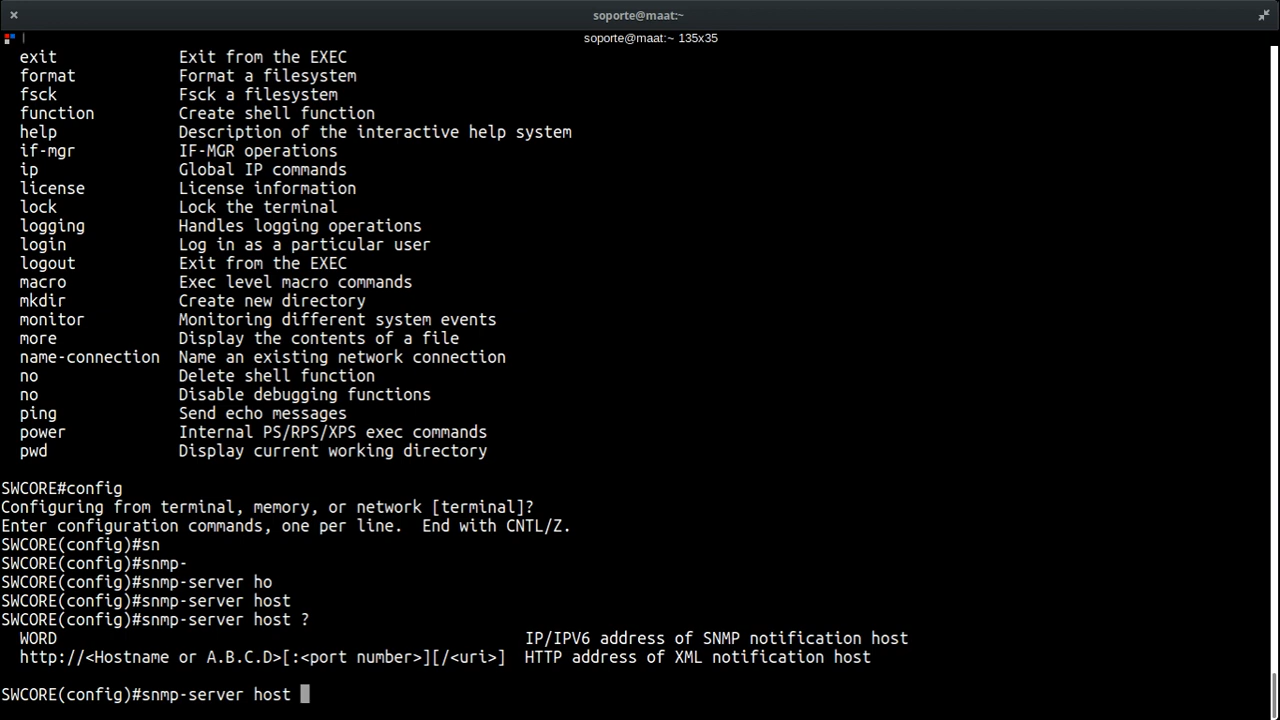 soporte@maat:~
soporte@maat:~ 135x35
exit Exit from the EXEC
format Format a filesystem
fsck Fsck a filesystem
function Create shell function
help Description of the interactive help system
if-mgr IF-MGR operations
ip Global IP commands
license License information
lock Lock the terminal
logging Handles logging operations
login Log in as a particular user
logout Exit from the EXEC
macro Exec level macro commands
mkdir Create new directory
monitor Monitoring different system events
more Display the contents of a file
name-connection Name an existing network connection
no Delete shell function
no Disable debugging functions
ping Send echo messages
power Internal PS/RPS/XPS exec commands
pwd Display current working directory
SWCORE#config
Configuring from terminal, memory, or network [terminal]?
Enter configuration commands, one per line.  End with CNTL/Z.
SWCORE(config)#sn
SWCORE(config)#snmp-
SWCORE(config)#snmp-server ho
SWCORE(config)#snmp-server host
SWCORE(config)#snmp-server host ?
WORD IP/IPV6 address of SNMP notification host
http://<Hostname or A.B.C.D>[:<port number>][/<uri>] HTTP address of XML notification host
SWCORE(config)#snmp-server host